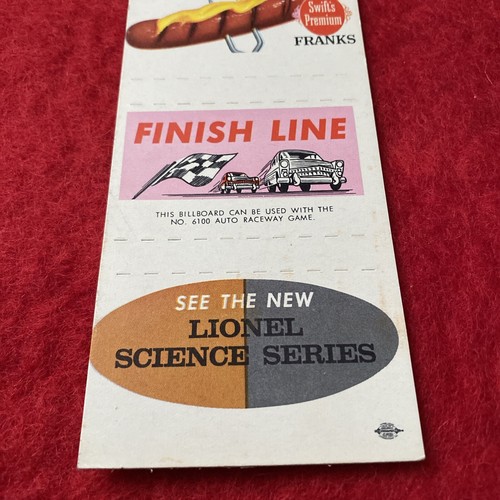 Swift's
Premium
FRANKS
FINISH LINE
THIS BILLBOARD CAN BE USED WITH THE
NO. 6100 AUTO RACEWAY GAME.
SEE THE NEW
LIONEL
SCIENCE SERIES